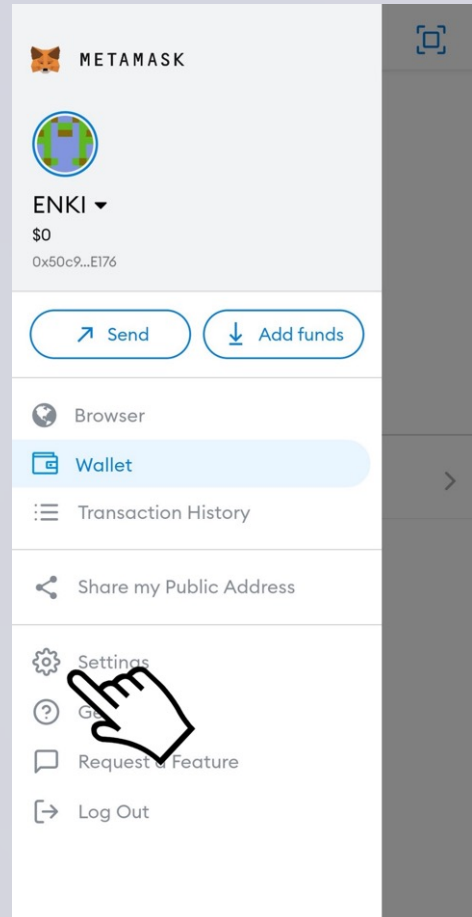 METAMASK
ENKI
$0
0x50c9...E176
Send
Add funds
Browser
Wallet
Transaction History
Share my Public Address
Settings
Request a Feature
Log Out